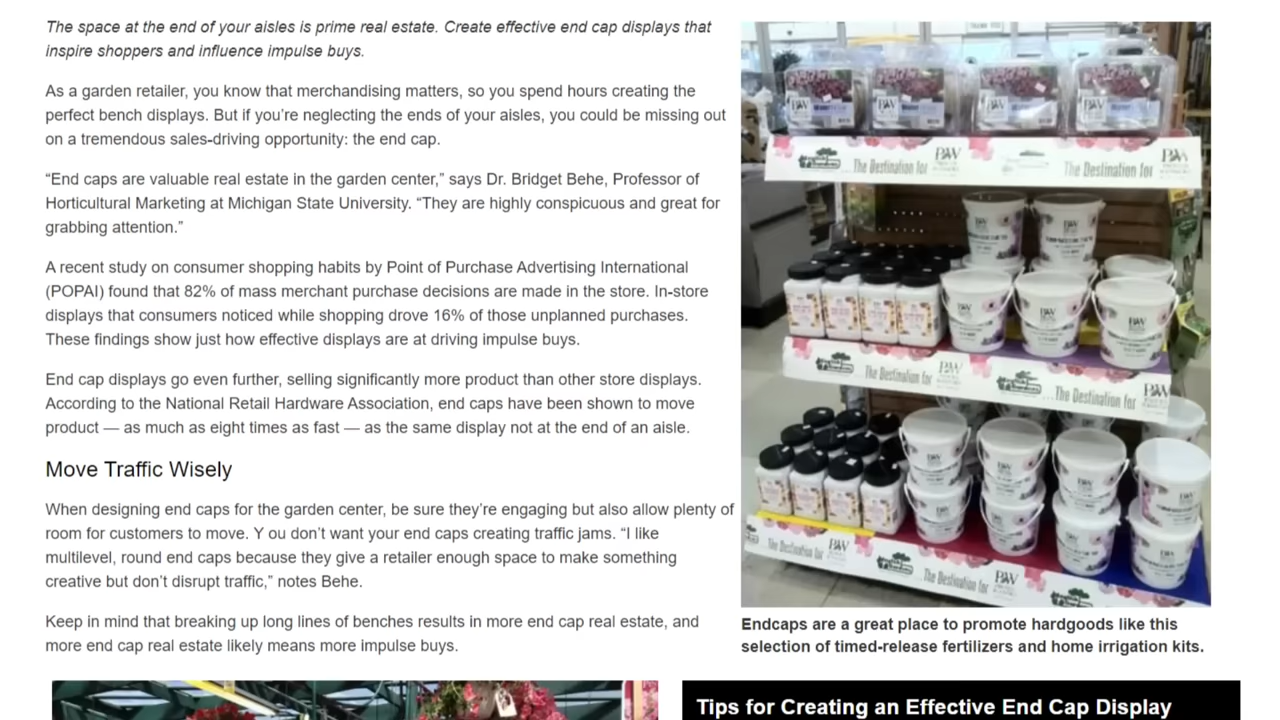 The space at the end of your aisles is prime real estate. Create effective end cap displays that
inspire shoppers and influence impulse buys.
As a garden retailer, you know that merchandising matters, so you spend hours creating the
perfect bench displays. But if you’re neglecting the ends of your aisles, you could be missing out
on a tremendous sales-driving opportunity: the end cap.
“End caps are valuable real estate in the garden center,” says Dr. Bridget Behe, Professor of
Horticultural Marketing at Michigan State University. “They are highly conspicuous and great for
grabbing attention.”
A recent study on consumer shopping habits by Point of Purchase Advertising International
(POPAI) found that 82% of mass merchant purchase decisions are made in the store. In-store
displays that consumers noticed while shopping drove 16% of those unplanned purchases.
These findings show just how effective displays are at driving impulse buys.
End cap displays go even further, selling significantly more product than other store displays.
According to the National Retail Hardware Association, end caps have been shown to move
product — as much as eight times as fast — as the same display not at the end of an aisle.
Move Traffic Wisely
When designing end caps for the garden center, be sure they’re engaging but also allow plenty of
room for customers to move. Y ou don’t want your end caps creating traffic jams. “I like
multilevel, round end caps because they give a retailer enough space to make something
creative but don’t disrupt traffic,” notes Behe.
Keep in mind that breaking up long lines of benches results in more end cap real estate, and
more end cap real estate likely means more impulse buys.
...The Destination for PW ...The Destination for PW
...The Destination for PW ...The Destination for PW
The Destination for PW ...The Destination for PW
Endcaps are a great place to promote hardgoods like this
selection of timed-release fertilizers and home irrigation kits.
Tips for Creating an Effective End Cap Display